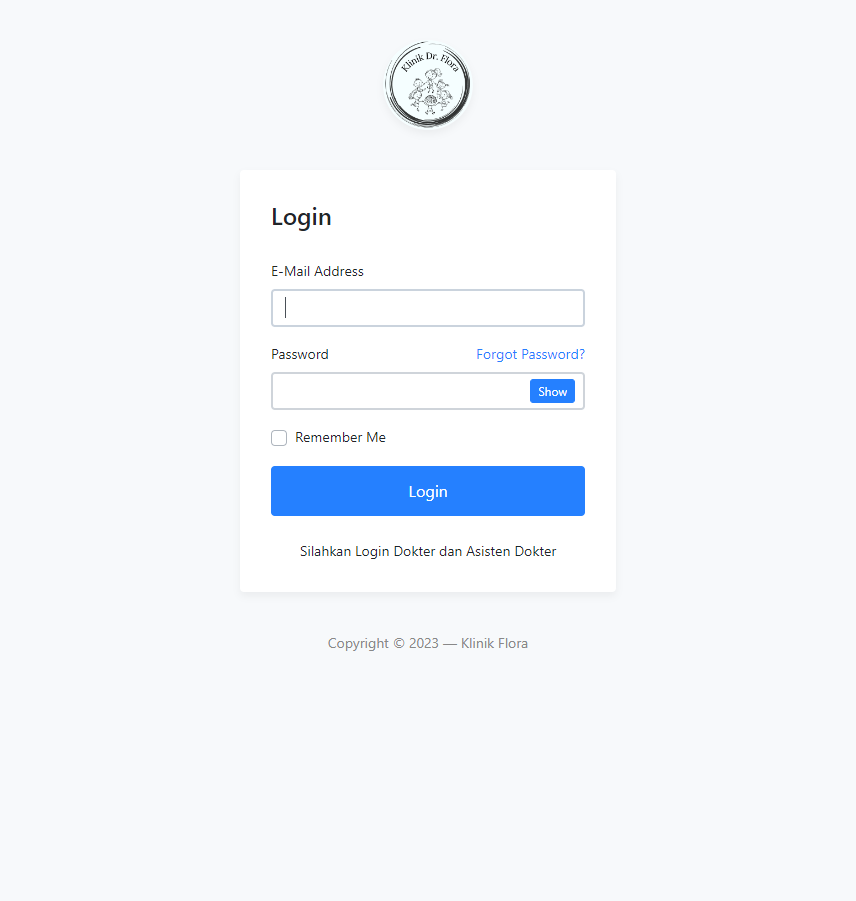 Klinik Dr. Flora
Login
E-Mail Address
Password Forgot Password?
Show
Remember Me
Login
Silahkan Login Dokter dan Asisten Dokter
Copyright © 2023 — Klinik Flora